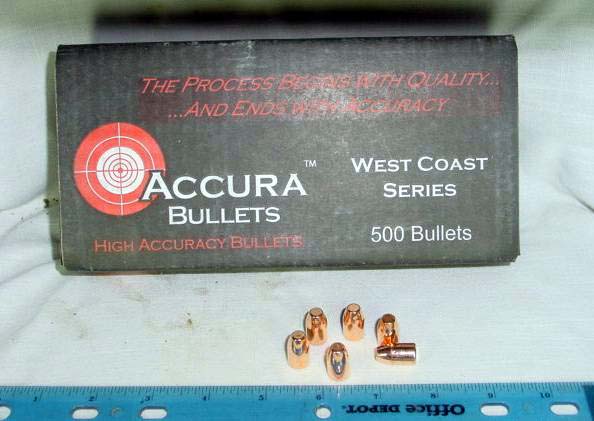 THE PROCESS BEGINS WITH QUALITY...
...AND ENDS WITH ACCURACY
ACCURA™
BULLETS
HIGH ACCURACY BULLETS
WEST COAST
SERIES
500 Bullets
1 2 3 4 5 6 7 8 9 10
Office DEPOT